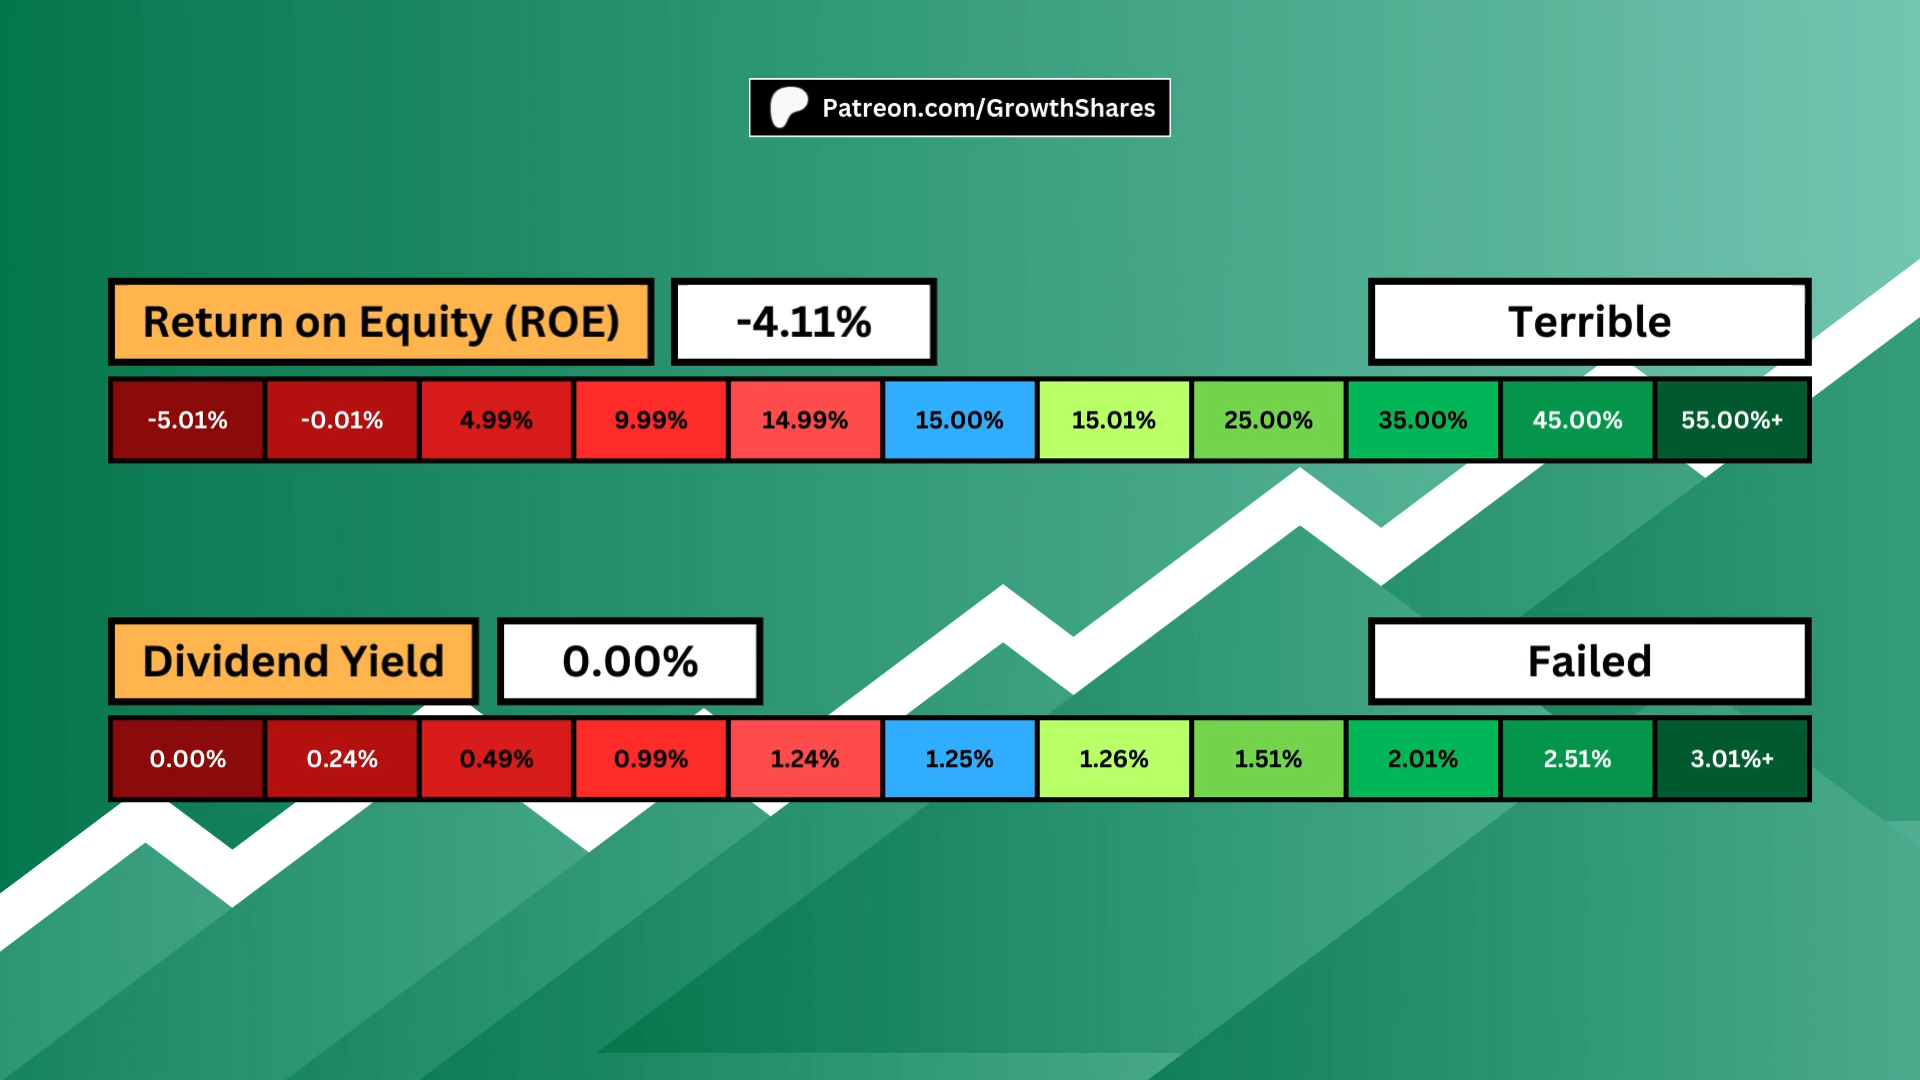 Patreon.com/GrowthShares
Return on Equity (ROE) -4.11% Terrible
-5.01% -0.01% 4.99% 9.99% 14.99% 15.00% 15.01% 25.00% 35.00% 45.00% 55.00%+
Dividend Yield 0.00% Failed
0.00% 0.24% 0.49% 0.99% 1.24% 1.25% 1.26% 1.51% 2.01% 2.51% 3.01%+